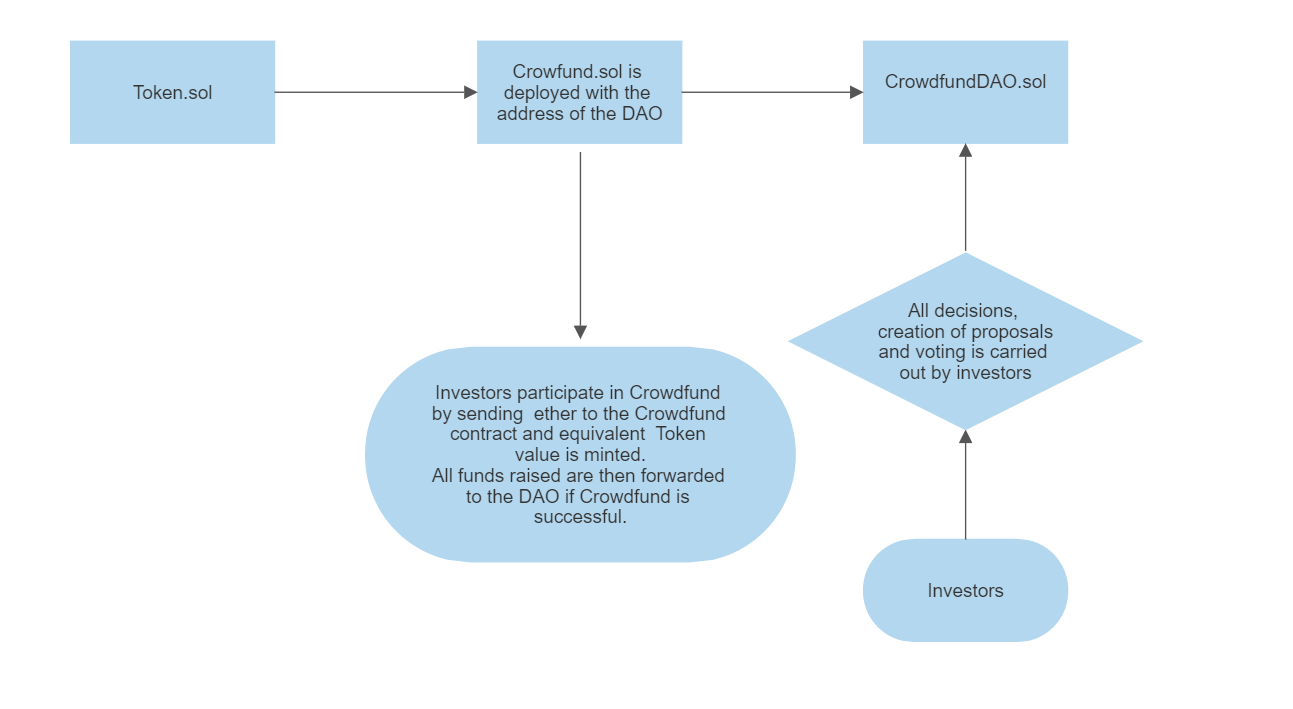 Token.sol
Crowfund.sol is
deployed with the
address of the DAO
CrowdfundDAO.sol
All decisions,
creation of proposals
and voting is carried
out by investors
Investors participate in Crowdfund
by sending  ether to the Crowdfund
contract and equivalent  Token
value is minted.
All funds raised are then forwarded
to the DAO if Crowdfund is
successful.
Investors